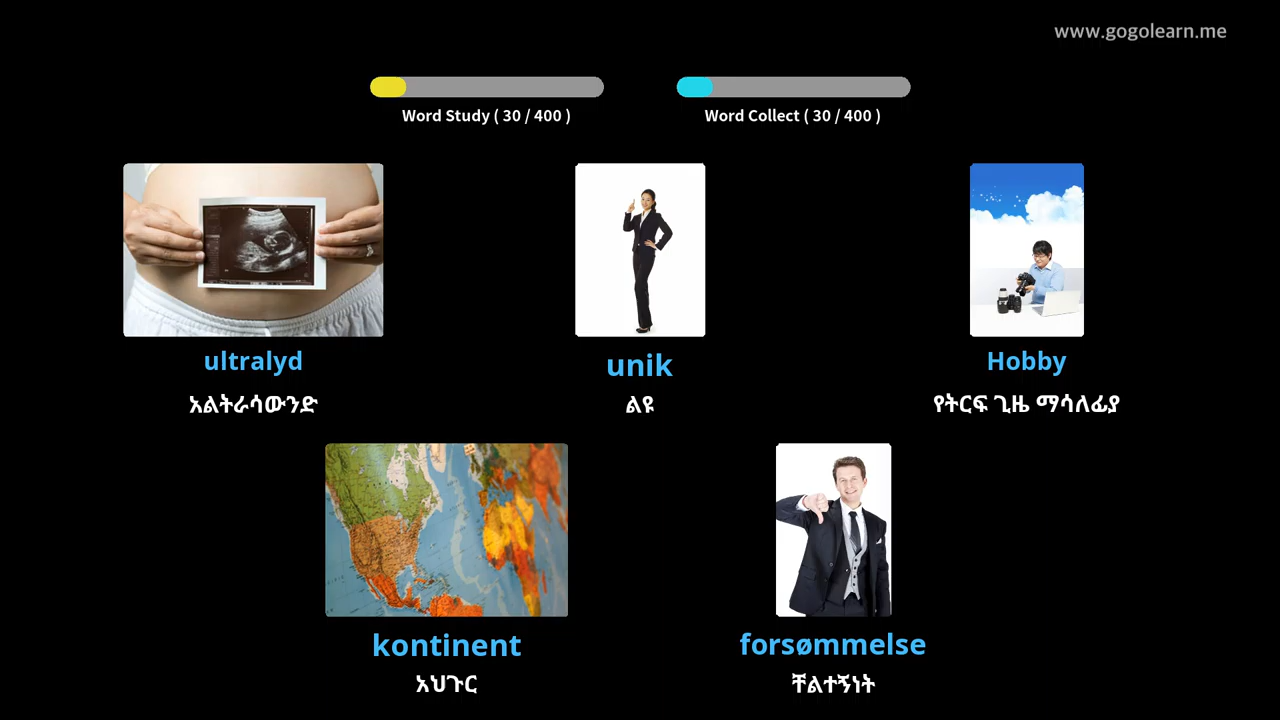 www.gogolearn.me
Word Study ( 30 / 400 )
Word Collect ( 30 / 400 )
ultralyd
unik
Hobby
አልትራሳውንድ
ልዩ
የትርፍ ጊዜ ማሳለፊያ
kontinent
forsømmelse
አህጉር
ቸልተኝነት